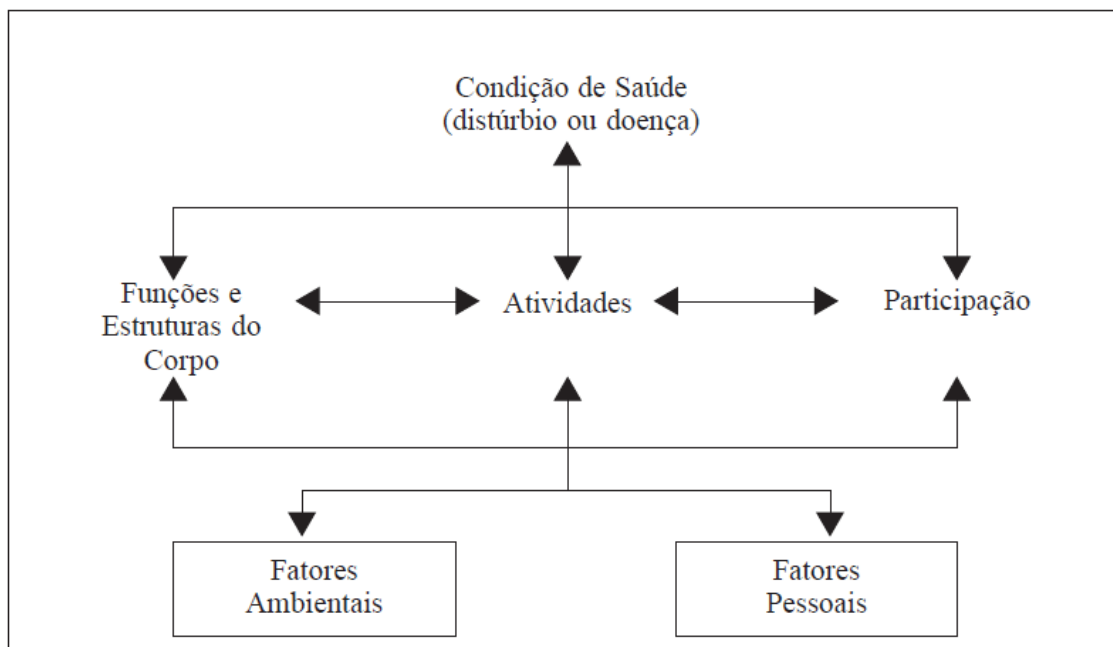 Condição de Saúde
(distúrbio ou doença)
Funções e
Estruturas do
Corpo
Atividades
Participação
Fatores
Ambientais
Fatores
Pessoais